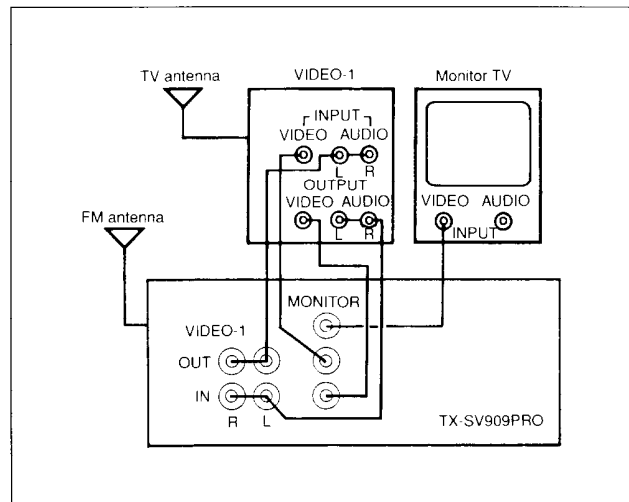 TV antenna
VIDEO-1
Monitor TV
INPUT
VIDEO AUDIO
L R
OUTPUT
VIDEO AUDIO
L R
VIDEO AUDIO
INPUT
FM antenna
MONITOR
VIDEO-1
OUT
IN
R L
TX-SV909PRO